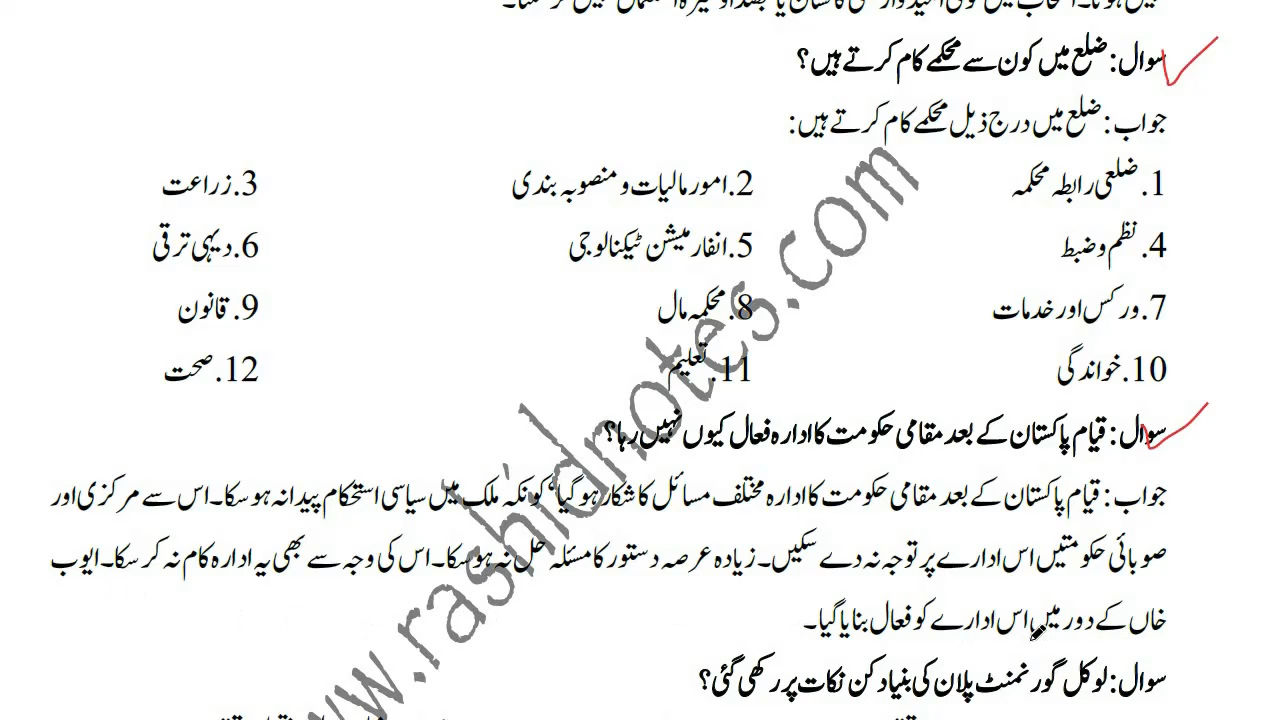 سوال: ضلع میں کون سے محکمے کام کرتے ہیں؟
جواب: ضلع میں درج ذیل محکمے کام کرتے ہیں:
1. ضلعی رابطہ محکمہ 2. امور مالیات و منصوبہ بندی 3. زراعت
4. نظم و ضبط 5. انفارمیشن ٹیکنالوجی 6. دیہی ترقی
7. ورکس اور خدمات 8. محکمہ مال 9. قانون
10. خواندگی 11. تعلیم 12. صحت
سوال: قیام پاکستان کے بعد مقامی حکومت کا ادارہ فعال کیوں نہیں رہا؟
جواب: قیام پاکستان کے بعد مقامی حکومت کا ادارہ مختلف مسائل کا شکار ہو گیا‘ کیونکہ ملک میں سیاسی استحکام پیدا نہ ہو سکا۔ اس سے مرکزی اور
صوبائی حکومتیں اس ادارے پر توجہ نہ دے سکیں۔ زیادہ عرصہ دستور کا مسئلہ حل نہ ہو سکا۔ اس کی وجہ سے بھی یہ ادارہ کام نہ کر سکا۔ ایوب
خاں کے دور میں اس ادارے کو فعال بنایا گیا۔
سوال: لوکل گورنمنٹ پلان کی بنیاد کن نکات پر رکھی گئی؟
www.rashidnotes.com